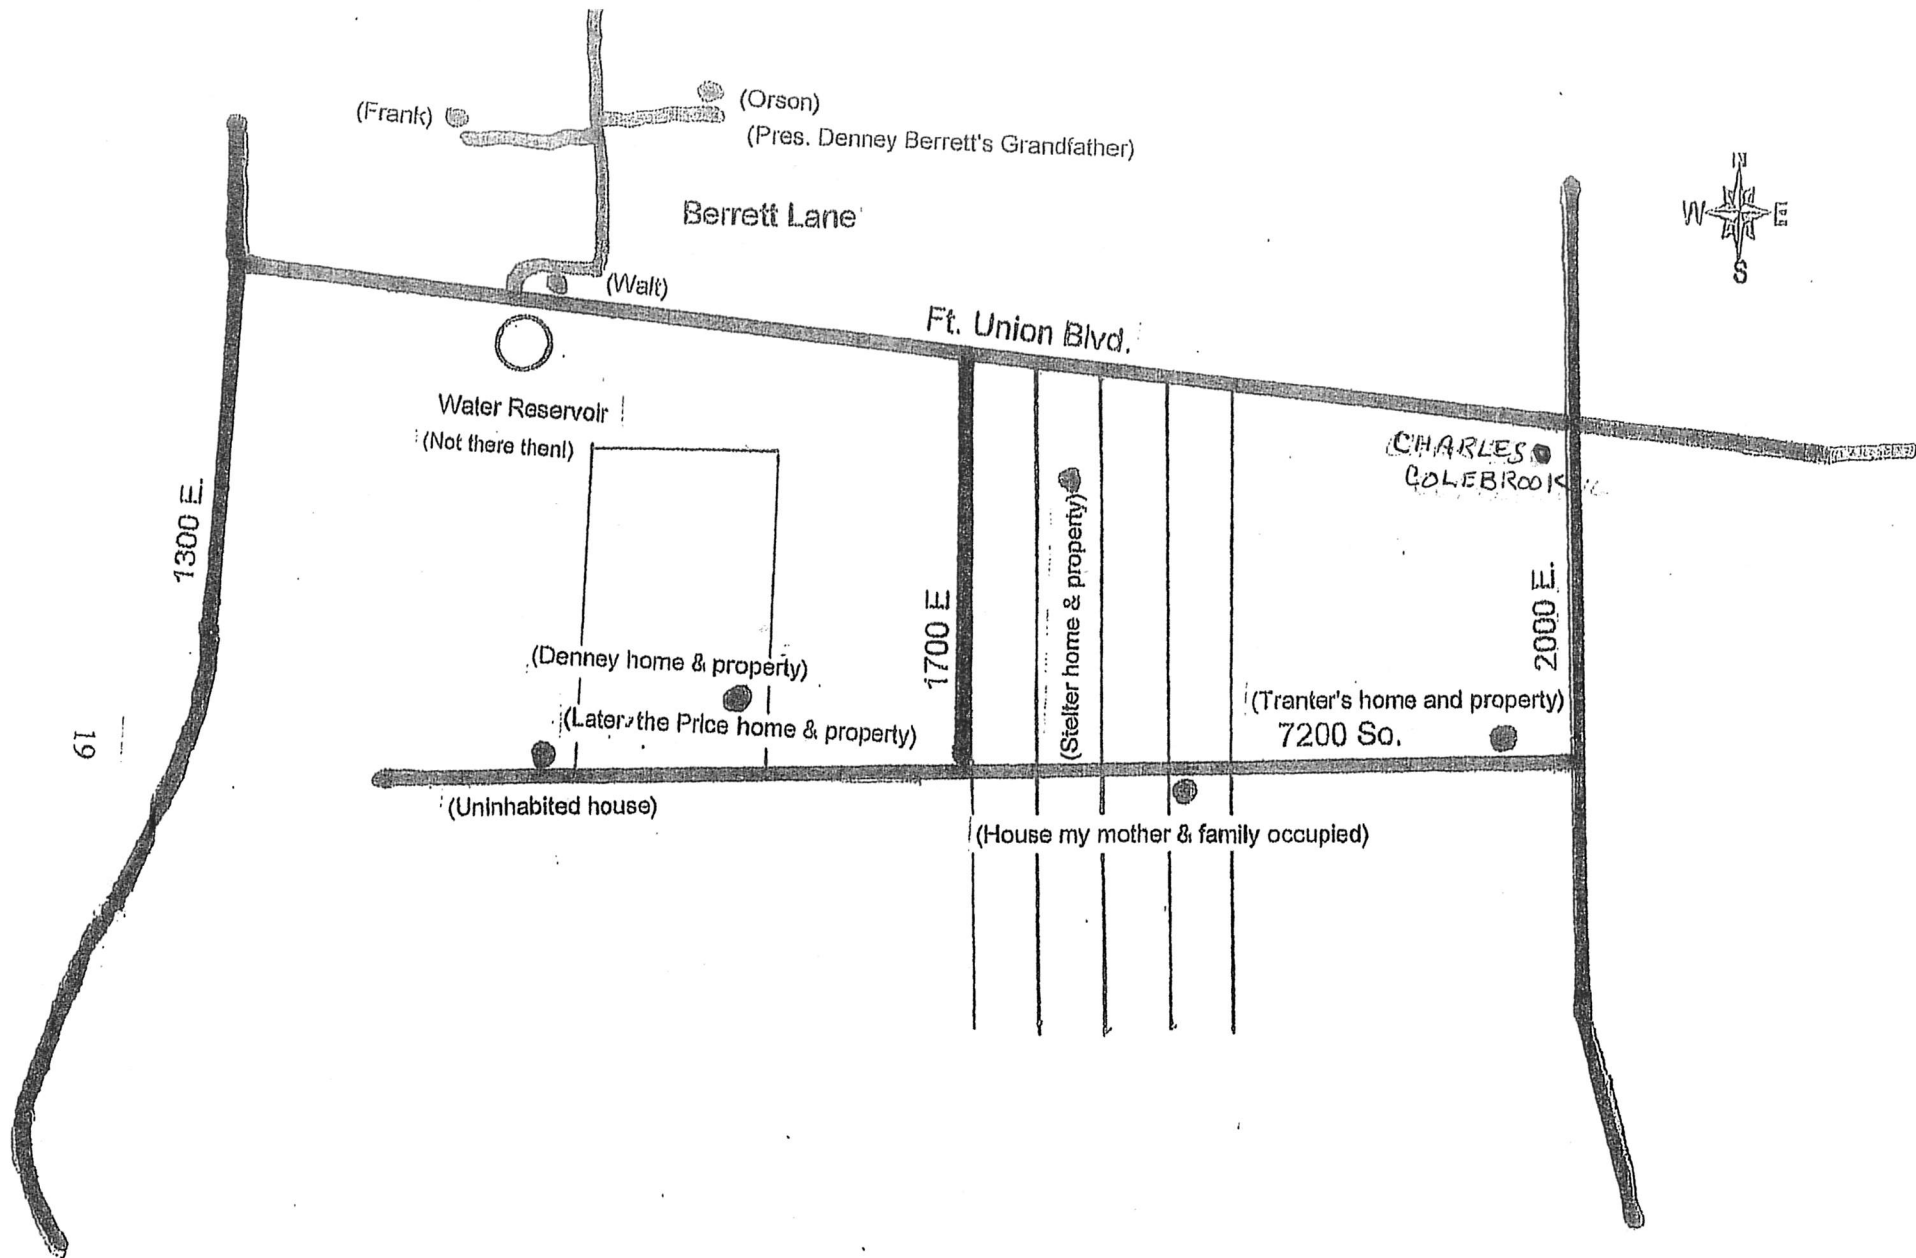 (Frank)
(Orson)
(Pres. Denney Berrett's Grandfather)
Berrett Lane
N
W E
S
(Walt)
Ft. Union Blvd.
Water Reservoir
(Not there then!)
CHARLES
COLEBROOK
1300 E.
1700 E
(Stelter home & property)
2000 E.
(Denney home & property)
(Later, the Price home & property)
(Tranter's home and property)
7200 So.
(Uninhabited house)
(House my mother & family occupied)
19